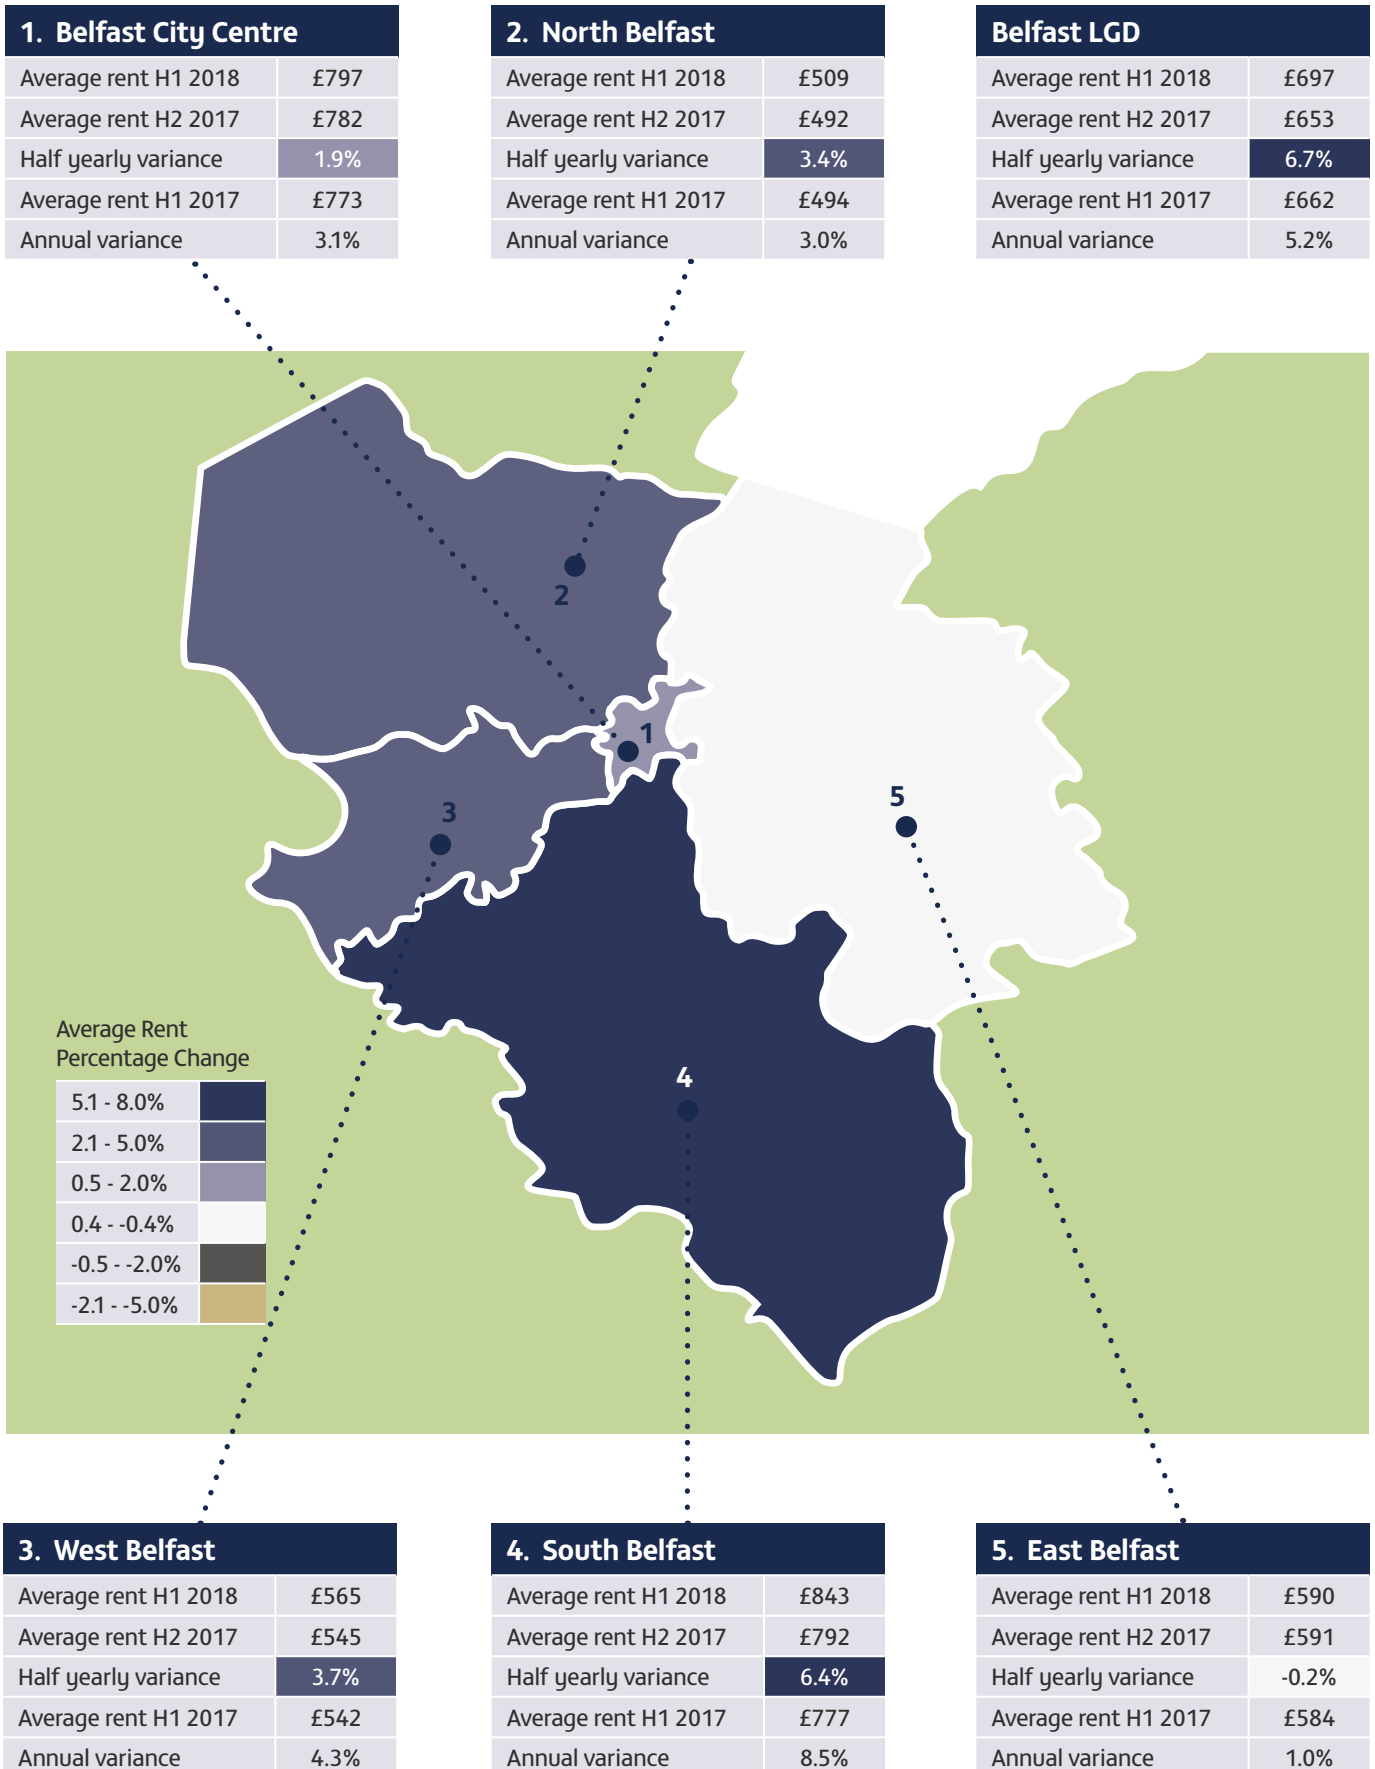 1. Belfast City Centre
Average rent H1 2018 £797
Average rent H2 2017 £782
Half yearly variance 1.9%
Average rent H1 2017 £773
Annual variance 3.1%
2. North Belfast
Average rent H1 2018 £509
Average rent H2 2017 £492
Half yearly variance 3.4%
Average rent H1 2017 £494
Annual variance 3.0%
Belfast LGD
Average rent H1 2018 £697
Average rent H2 2017 £653
Half yearly variance 6.7%
Average rent H1 2017 £662
Annual variance 5.2%
2
1
3
5
4
Average Rent
Percentage Change
5.1 - 8.0%
2.1 - 5.0%
0.5 - 2.0%
0.4 - -0.4%
-0.5 - -2.0%
-2.1 - -5.0%
3. West Belfast
Average rent H1 2018 £565
Average rent H2 2017 £545
Half yearly variance 3.7%
Average rent H1 2017 £542
Annual variance 4.3%
4. South Belfast
Average rent H1 2018 £843
Average rent H2 2017 £792
Half yearly variance 6.4%
Average rent H1 2017 £777
Annual variance 8.5%
5. East Belfast
Average rent H1 2018 £590
Average rent H2 2017 £591
Half yearly variance -0.2%
Average rent H1 2017 £584
Annual variance 1.0%